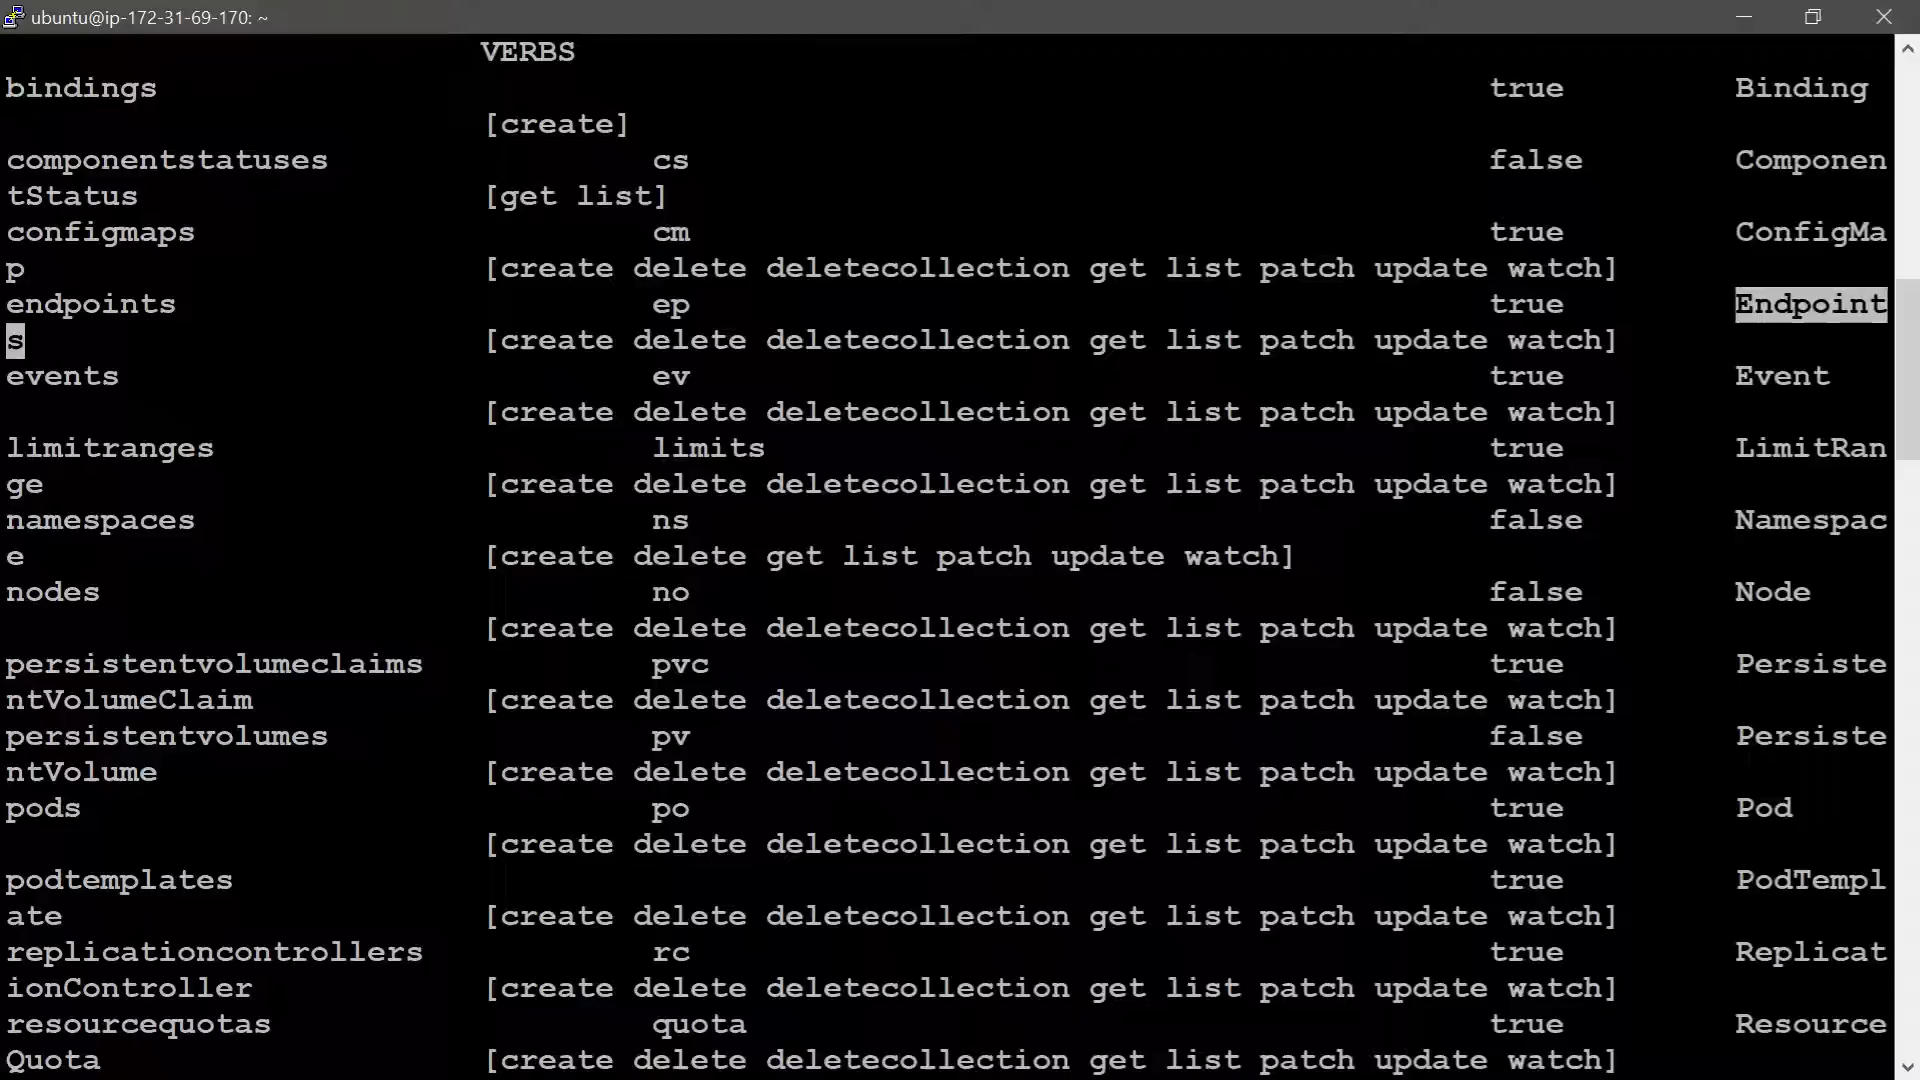 ubuntu@ip-172-31-69-170: ~
VERBS
bindings true Binding
[create]
componentstatuses cs false Componen
tStatus [get list]
configmaps cm true ConfigMa
p [create delete deletecollection get list patch update watch]
endpoints ep true Endpoint
s [create delete deletecollection get list patch update watch]
events ev true Event
[create delete deletecollection get list patch update watch]
limitranges limits true LimitRan
ge [create delete deletecollection get list patch update watch]
namespaces ns false Namespac
e [create delete get list patch update watch]
nodes no false Node
[create delete deletecollection get list patch update watch]
persistentvolumeclaims pvc true Persiste
ntVolumeClaim [create delete deletecollection get list patch update watch]
persistentvolumes pv false Persiste
ntVolume [create delete deletecollection get list patch update watch]
pods po true Pod
[create delete deletecollection get list patch update watch]
podtemplates true PodTempl
ate [create delete deletecollection get list patch update watch]
replicationcontrollers rc true Replicat
ionController [create delete deletecollection get list patch update watch]
resourcequotas quota true Resource
Quota [create delete deletecollection get list patch update watch]